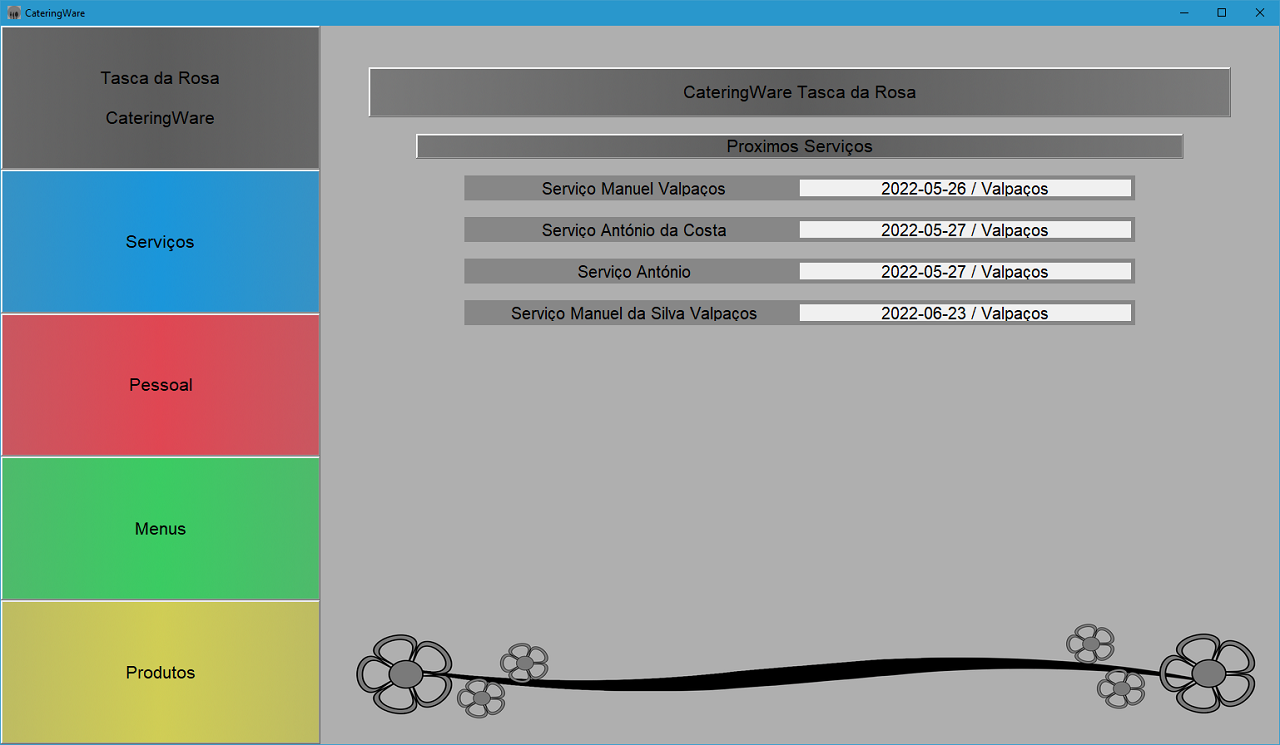 CateringWare
Tasca da Rosa
CateringWare
Serviços
Pessoal
Menus
Produtos
CateringWare Tasca da Rosa
Proximos Serviços
Serviço Manuel Valpaços 2022-05-26 / Valpaços
Serviço António da Costa 2022-05-27 / Valpaços
Serviço António 2022-05-27 / Valpaços
Serviço Manuel da Silva Valpaços 2022-06-23 / Valpaços